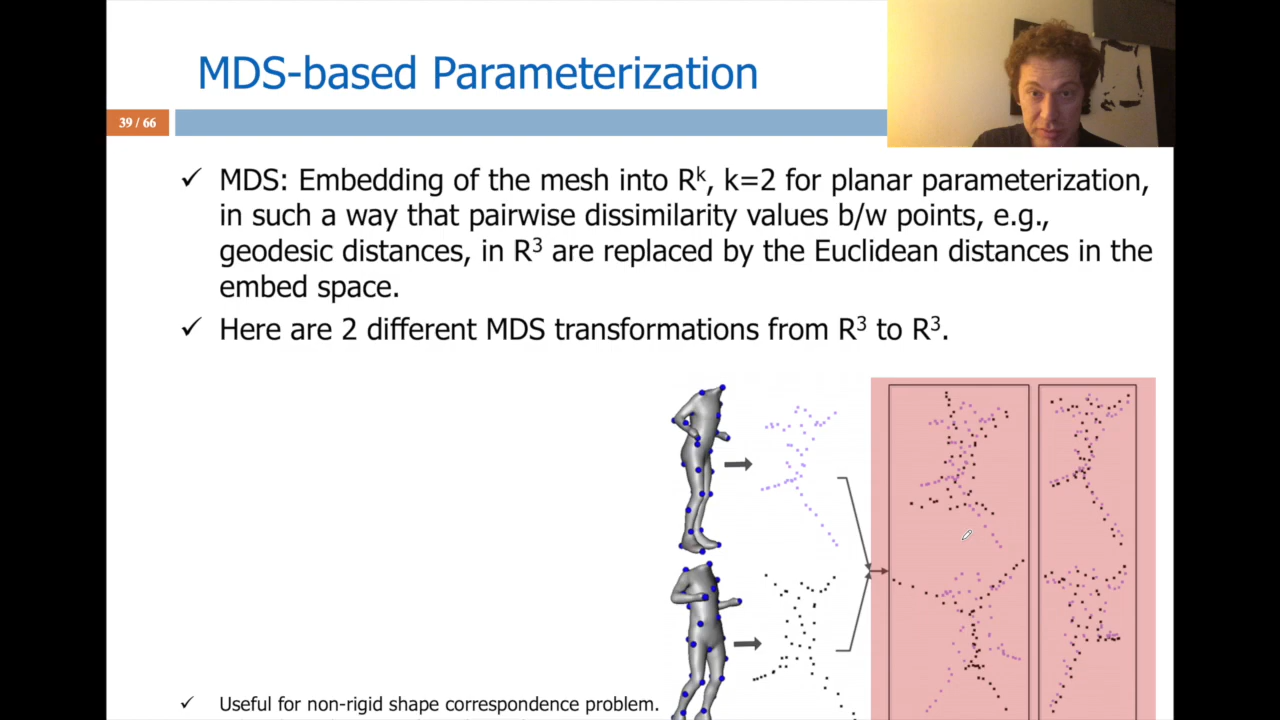 MDS-based Parameterization
39 / 66
✓ MDS: Embedding of the mesh into Rᵏ, k=2 for planar parameterization,
in such a way that pairwise dissimilarity values b/w points, e.g.,
geodesic distances, in R³ are replaced by the Euclidean distances in the
embed space.
✓ Here are 2 different MDS transformations from R³ to R³.
✓ Useful for non-rigid shape correspondence problem.